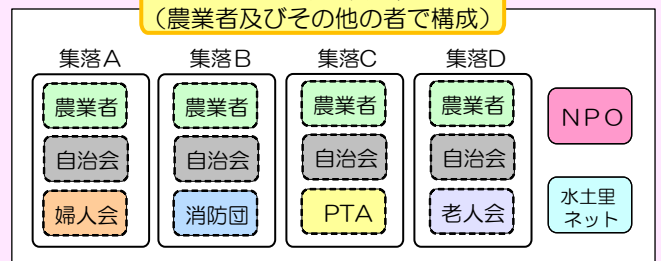 （農業者及びその他の者で構成）
集落A
集落B
集落C
集落D
農業者
農業者
農業者
農業者
NPO
自治会
自治会
自治会
自治会
婦人会
消防団
PTA
老人会
水土里
ネット